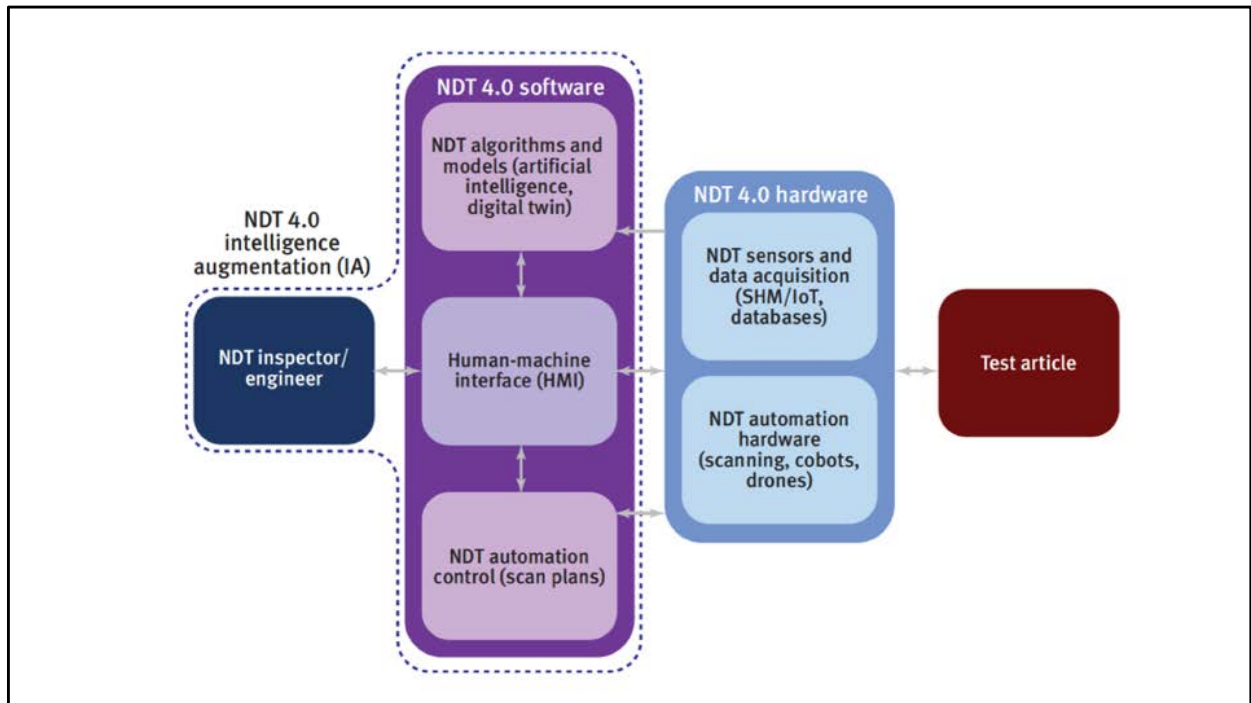 NDT 4.0 software
NDT algorithms and
models (artificial
intelligence,
digital twin)
NDT 4.0 hardware
NDT 4.0
intelligence
augmentation (IA)
NDT sensors and
data acquisition
(SHM/IoT,
databases)
NDT inspector/
engineer
Human-machine
interface (HMI)
Test article
NDT automation
hardware
(scanning, cobots,
drones)
NDT automation
control (scan plans)